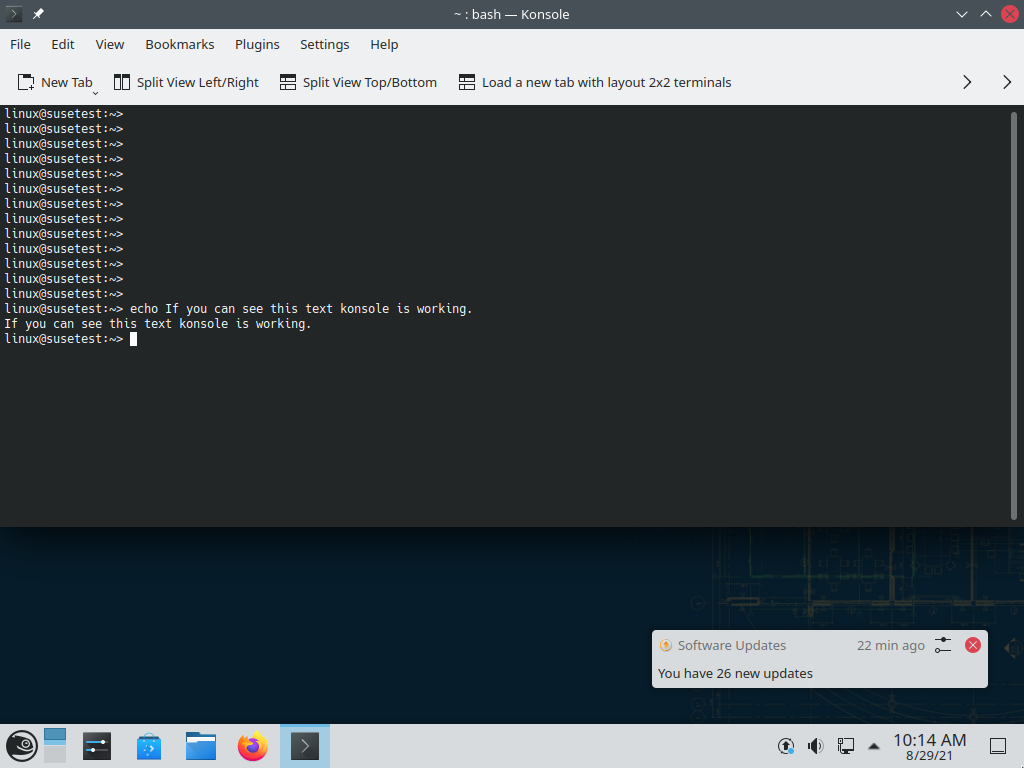 ~ : bash — Konsole
File Edit View Bookmarks Plugins Settings Help
New Tab Split View Left/Right Split View Top/Bottom Load a new tab with layout 2x2 terminals
linux@susetest:~>
linux@susetest:~>
linux@susetest:~>
linux@susetest:~>
linux@susetest:~>
linux@susetest:~>
linux@susetest:~>
linux@susetest:~>
linux@susetest:~>
linux@susetest:~>
linux@susetest:~>
linux@susetest:~>
linux@susetest:~>
linux@susetest:~> echo If you can see this text konsole is working.
If you can see this text konsole is working.
linux@susetest:~>
Software Updates 22 min ago
You have 26 new updates
10:14 AM
8/29/21